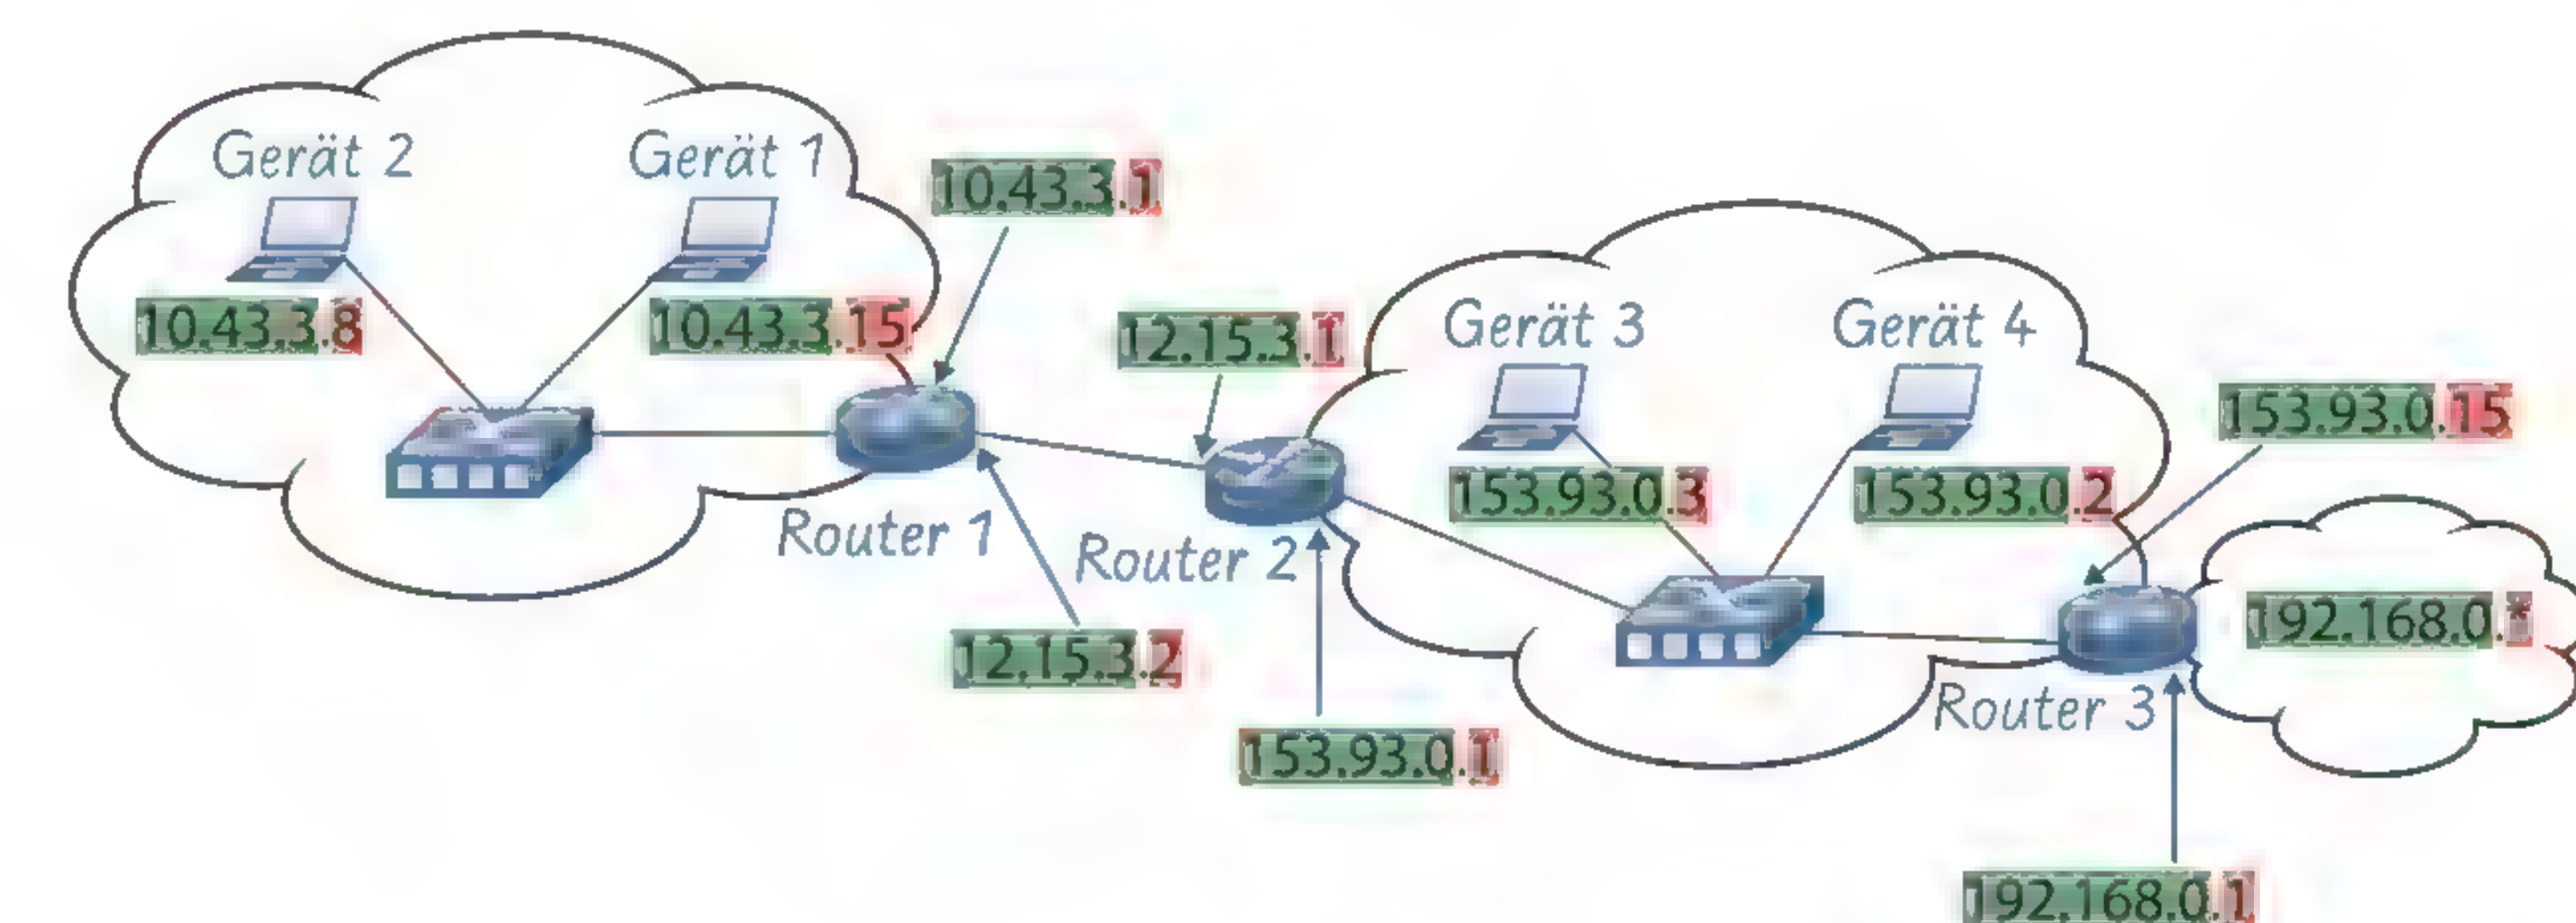 Gerät 2
Gerät 1
10.43.3.1
10.43.3.8
10.43.3.15
12.15.3.1
Gerät 3
Gerät 4
153.93.0.15
153.93.0.3
153.93.0.2
Router 1
Router 2
192.168.0.*
12.15.3.2
Router 3
153.93.0.1
192.168.0.1